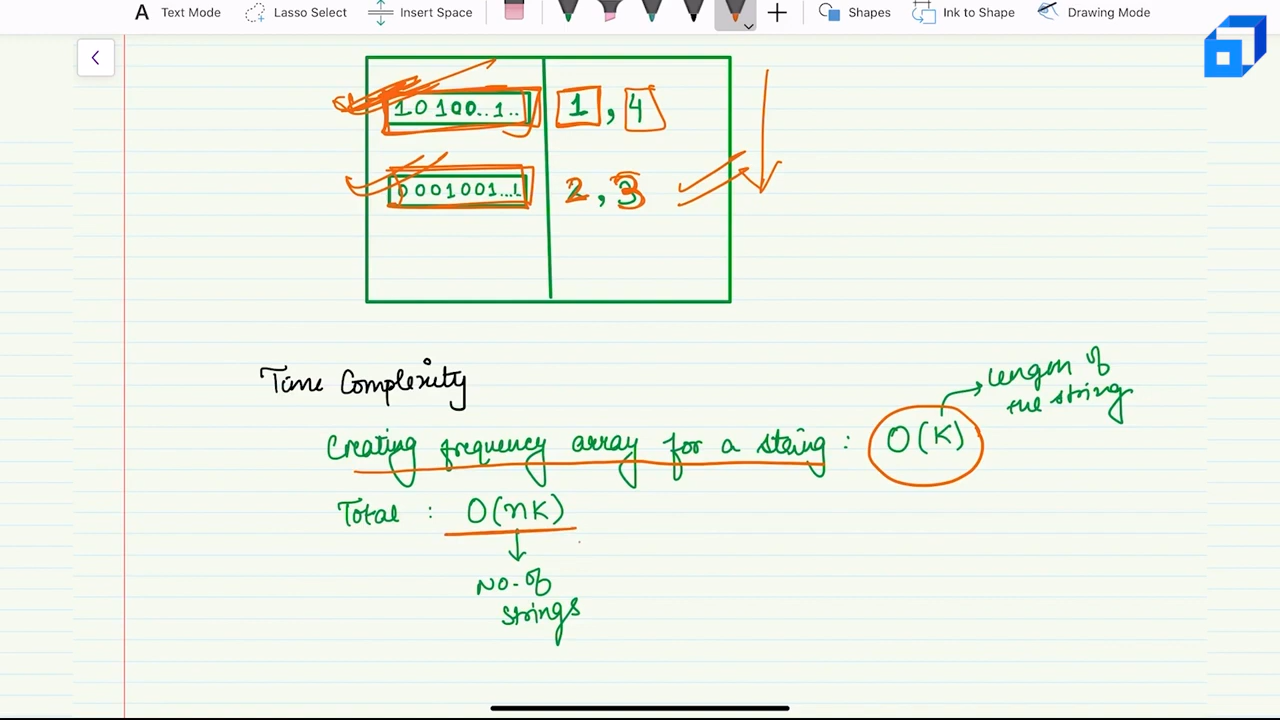 A Text Mode Lasso Select Insert Space Shapes Ink to Shape Drawing Mode
10100..1.. 1, 4
0001001...1 2, 3
Time Complexity
Creating frequency array for a string : O(K) → length of
the string
Total : O(nK)
No. of
strings